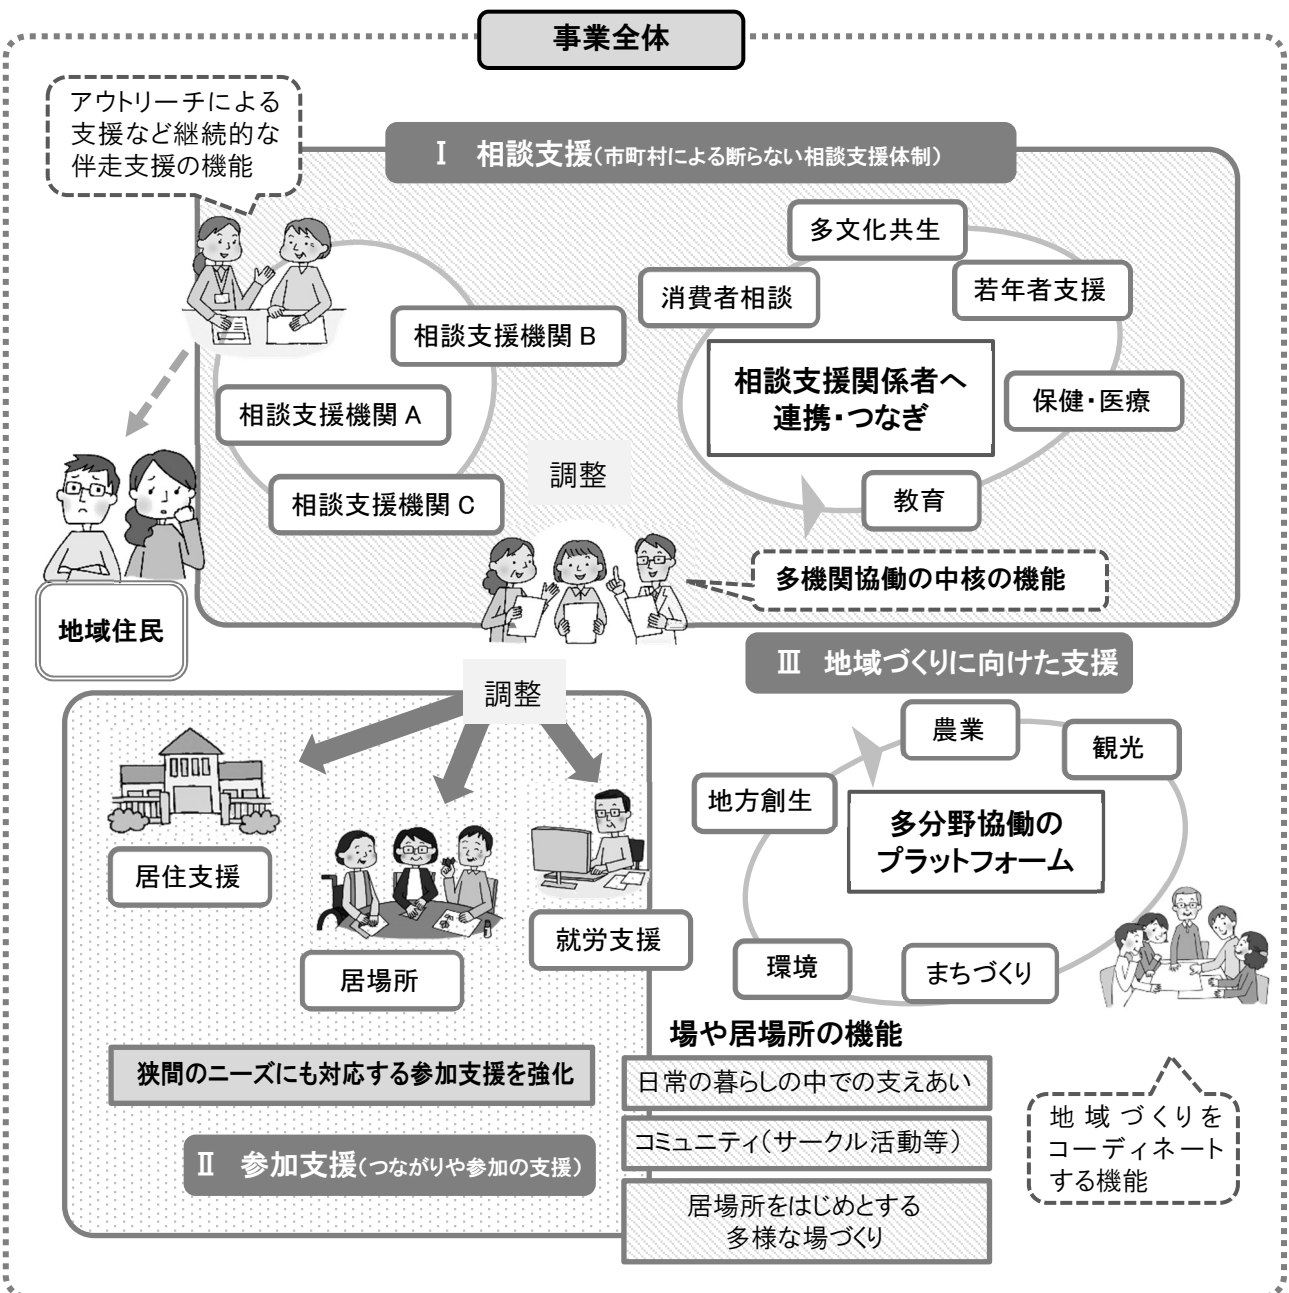 事業全体
アウトリーチによる
支援など継続的な
伴走支援の機能
Ⅰ 相談支援(市町村による断らない相談支援体制)
多文化共生
消費者相談
若年者支援
相談支援機関 B
相談支援関係者へ
連携・つなぎ
保健・医療
相談支援機関 A
調整
相談支援機関 C
教育
多機関協働の中核の機能
地域住民
Ⅲ 地域づくりに向けた支援
調整
農業
観光
地方創生
多分野協働の
プラットフォーム
居住支援
就労支援
居場所
環境
まちづくり
場や居場所の機能
狭間のニーズにも対応する参加支援を強化
日常の暮らしの中での支えあい
コミュニティ(サークル活動等)
Ⅱ 参加支援(つながりや参加の支援)
居場所をはじめとする
多様な場づくり
地域づくりを
コーディネート
する機能